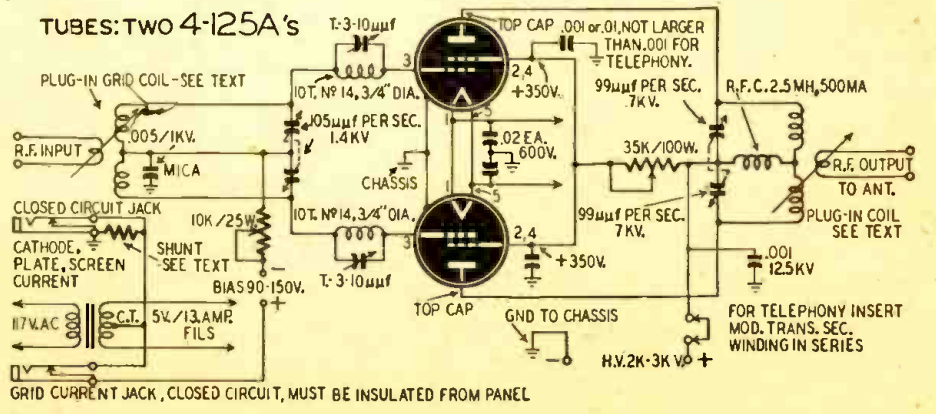 TUBES: TWO 4-125A's
T.-3-10μμf
TOP CAP
.001 or .01, NOT LARGER
THAN .001 FOR
TELEPHONY.
3
2,4
+350V.
PLUG-IN GRID COIL-SEE TEXT
10T. Nº 14, 3/4" DIA.
99μμf PER SEC.
7KV.
R.F.C. 2.5 MH, 500MA
.005/1KV.
105μμf PER SEC.
1.4KV
1
5
.02 EA.
600V.
35K/100W.
R.F. INPUT
MICA
CHASSIS
R.F. OUTPUT
TO ANT.
1
5
CLOSED CIRCUIT JACK
10K/25W.
10T. Nº 14, 3/4" DIA.
3
2,4
99μμf PER SEC.
7KV.
PLUG-IN COIL
SEE TEXT
SHUNT
SEE TEXT
CATHODE,
PLATE, SCREEN
CURRENT
T.-3-10μμf
+350V.
.001
12.5KV
BIAS 90-150V.
-
+
TOP CAP
GND TO CHASSIS
-
117V. AC
C.T.
5V./13.AMP.
FILS
FOR TELEPHONY INSERT
MOD. TRANS. SEC.
WINDING IN SERIES
H.V. 2K-3K V. +
GRID CURRENT JACK, CLOSED CIRCUIT, MUST BE INSULATED FROM PANEL